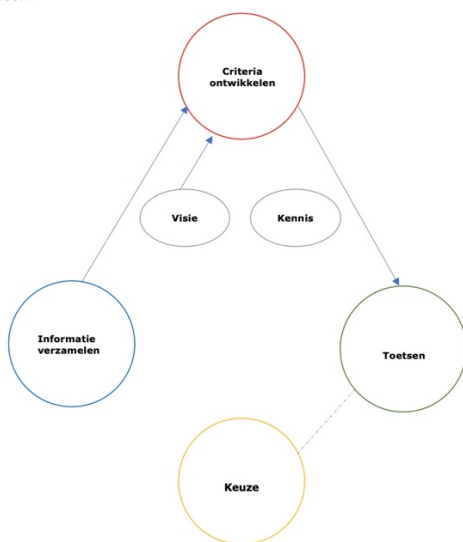 Criteria
ontwikkelen
Visie
Kennis
Informatie
verzamelen
Toetsen
Keuze